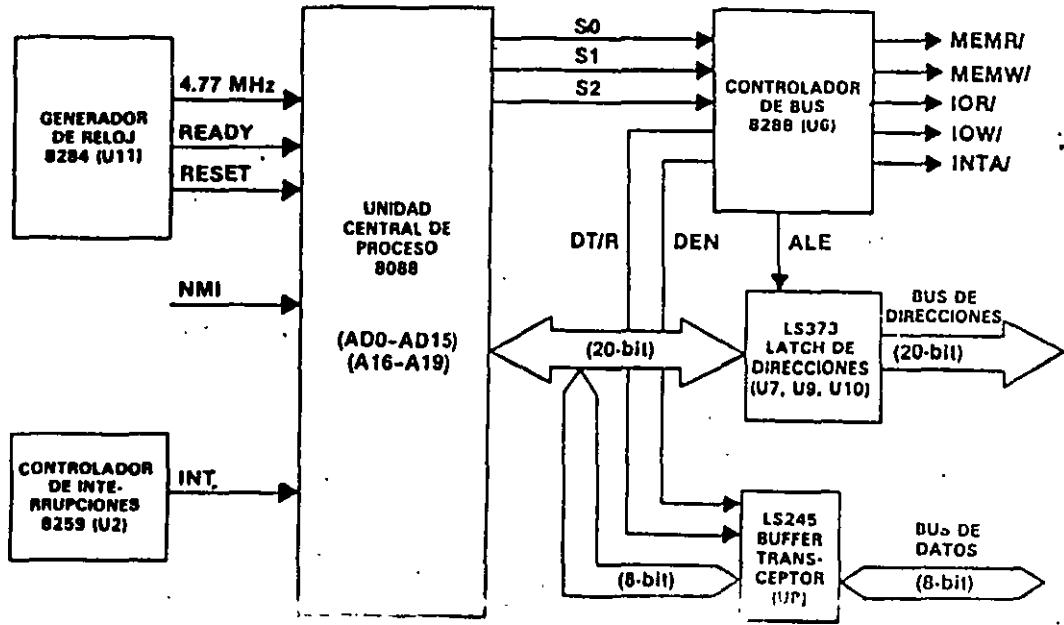 GENERADOR
DE RELOJ
8284 (U11)
4.77 MHz
READY
RESET
NMI
CONTROLADOR
DE INTE-
RRUPCIONES
8259 (U2)
INT
UNIDAD
CENTRAL DE
PROCESO
8088
(AD0-AD15)
(A16-A19)
S0
S1
S2
CONTROLADOR
DE BUS
8288 (U6)
MEMR/
MEMW/
IOR/
IOW/
INTA/
DT/R
DEN
ALE
(20-bit)
LS373
LATCH DE
DIRECCIONES
(U7, U9, U10)
BUS DE
DIRECCIONES
(20-bit)
(8-bit)
LS245
BUFFER
TRANS-
CEPTOR
BUS DE
DATOS
(8-bit)